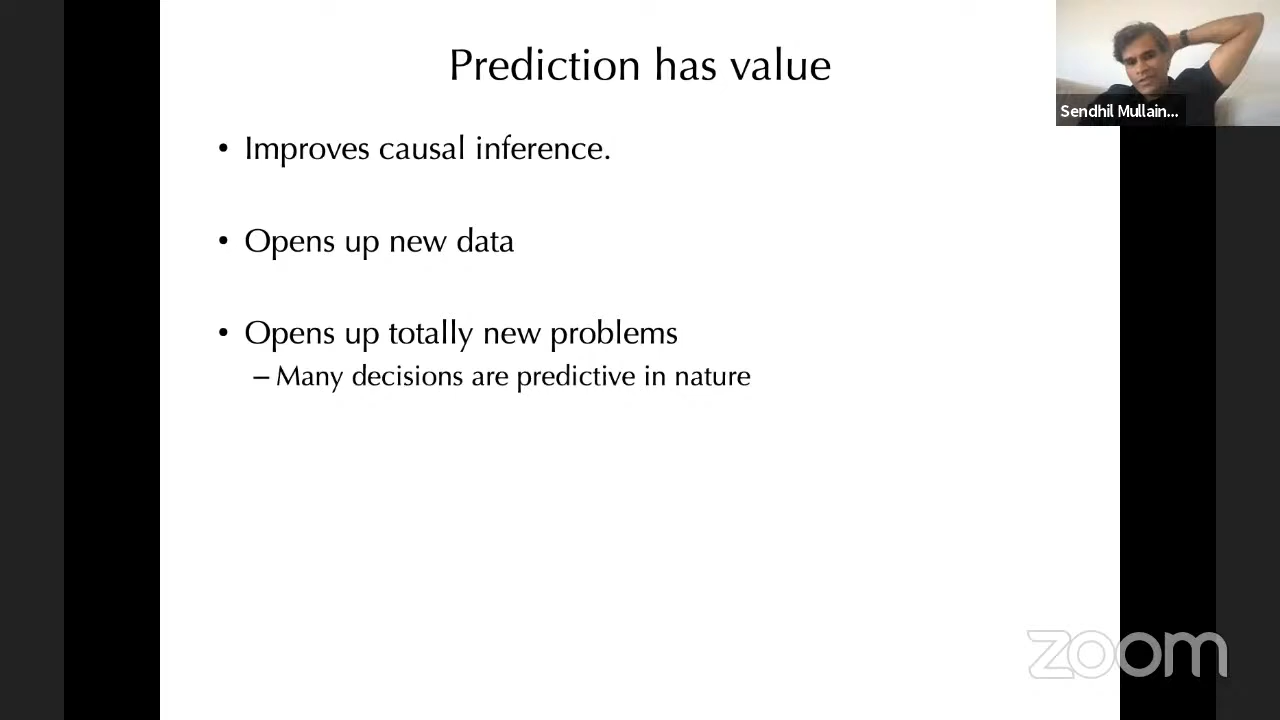 Prediction has value
Sendhil Mullain...
• Improves causal inference.
• Opens up new data
• Opens up totally new problems
– Many decisions are predictive in nature
zoom